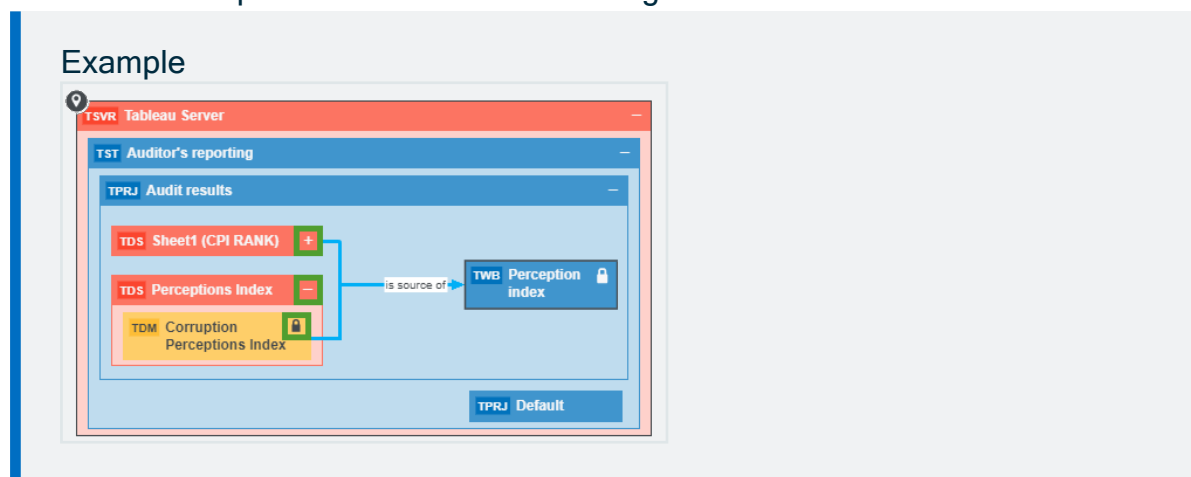 Example
TSVR Tableau Server
TST Auditor's reporting
TPRJ Audit results
TDS Sheet1 (CPI RANK)
TDS Perceptions Index
is source of
TWB Perception
index
TDM Corruption
Perceptions Index
TPRJ Default